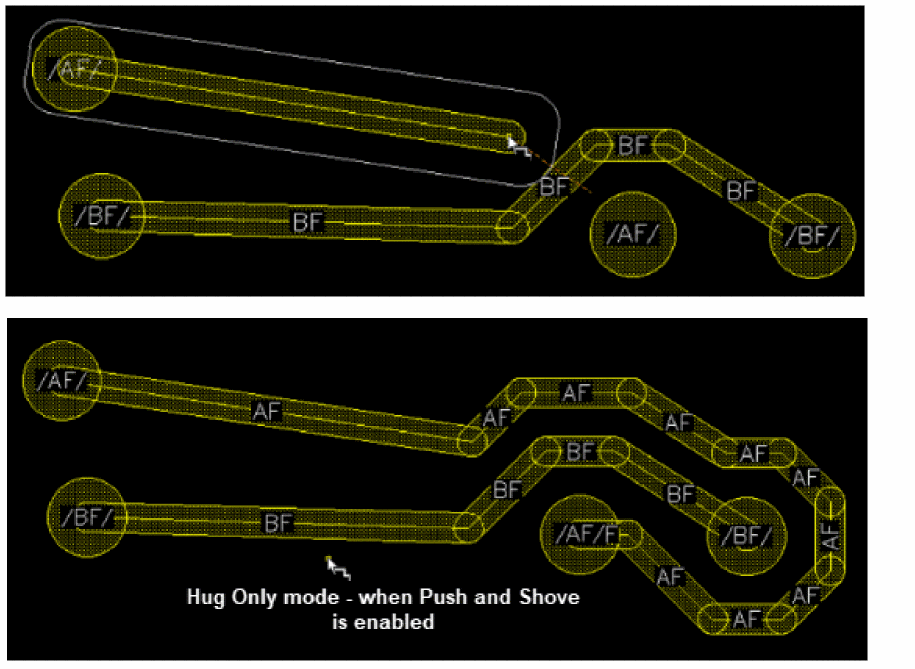 /AF/
BF
BF
/BF/
BF
BF
/AF/
/BF/
AF
AF
/AF/
AF
AF
AF
BF
AF
BF
BF
/BF/
BF
/AF/F
/BF/
AF
AF
AF
AF
Hug Only mode - when Push and Shove
is enabled